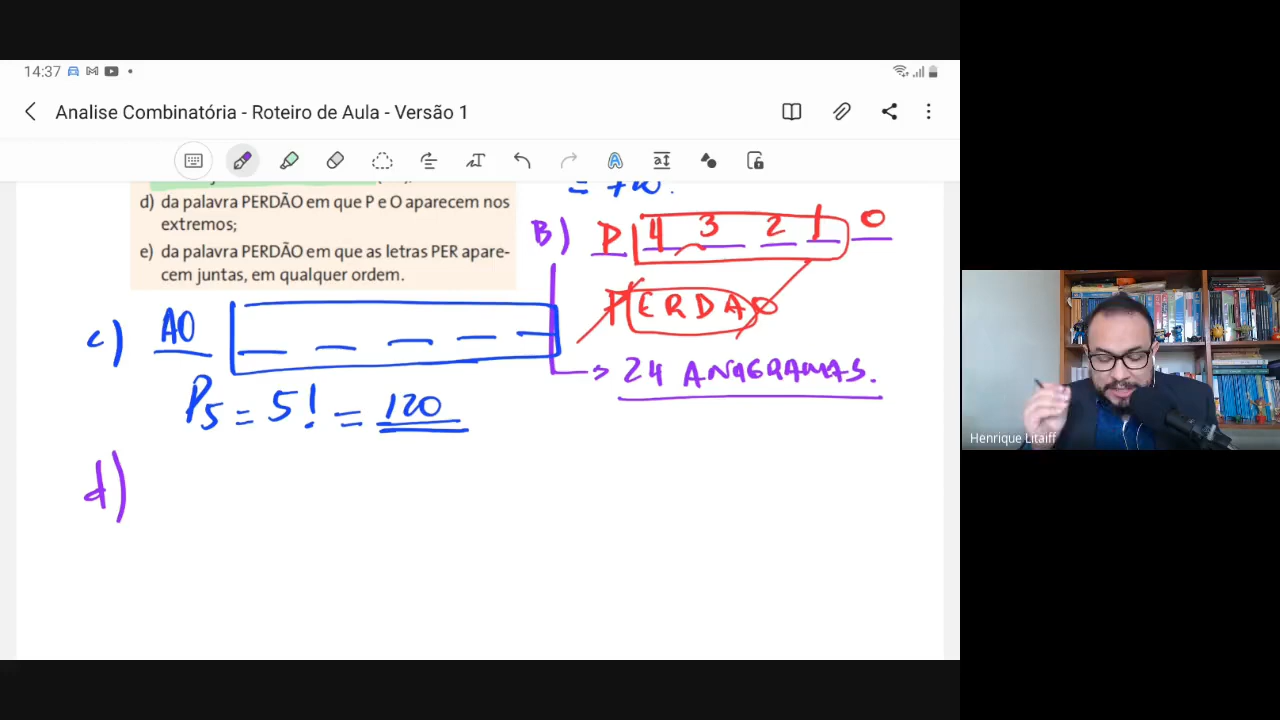 14:37
Analise Combinatória - Roteiro de Aula - Versão 1
d) da palavra PERDÃO em que P e O aparecem nos
extremos;
e) da palavra PERDÃO em que as letras PER apare-
cem juntas, em qualquer ordem.
= 720.
B) P 4 3 2 1 O
PERDAO
→ 24 ANAGRAMAS.
c) AO
P5 = 5! = 120
d)
Henrique Litaiff